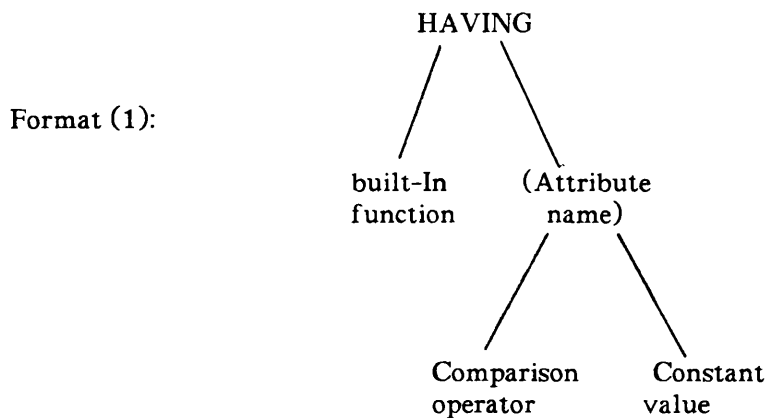 HAVING
Format (1):
built-In (Attribute
function name)
Comparison Constant
operator value